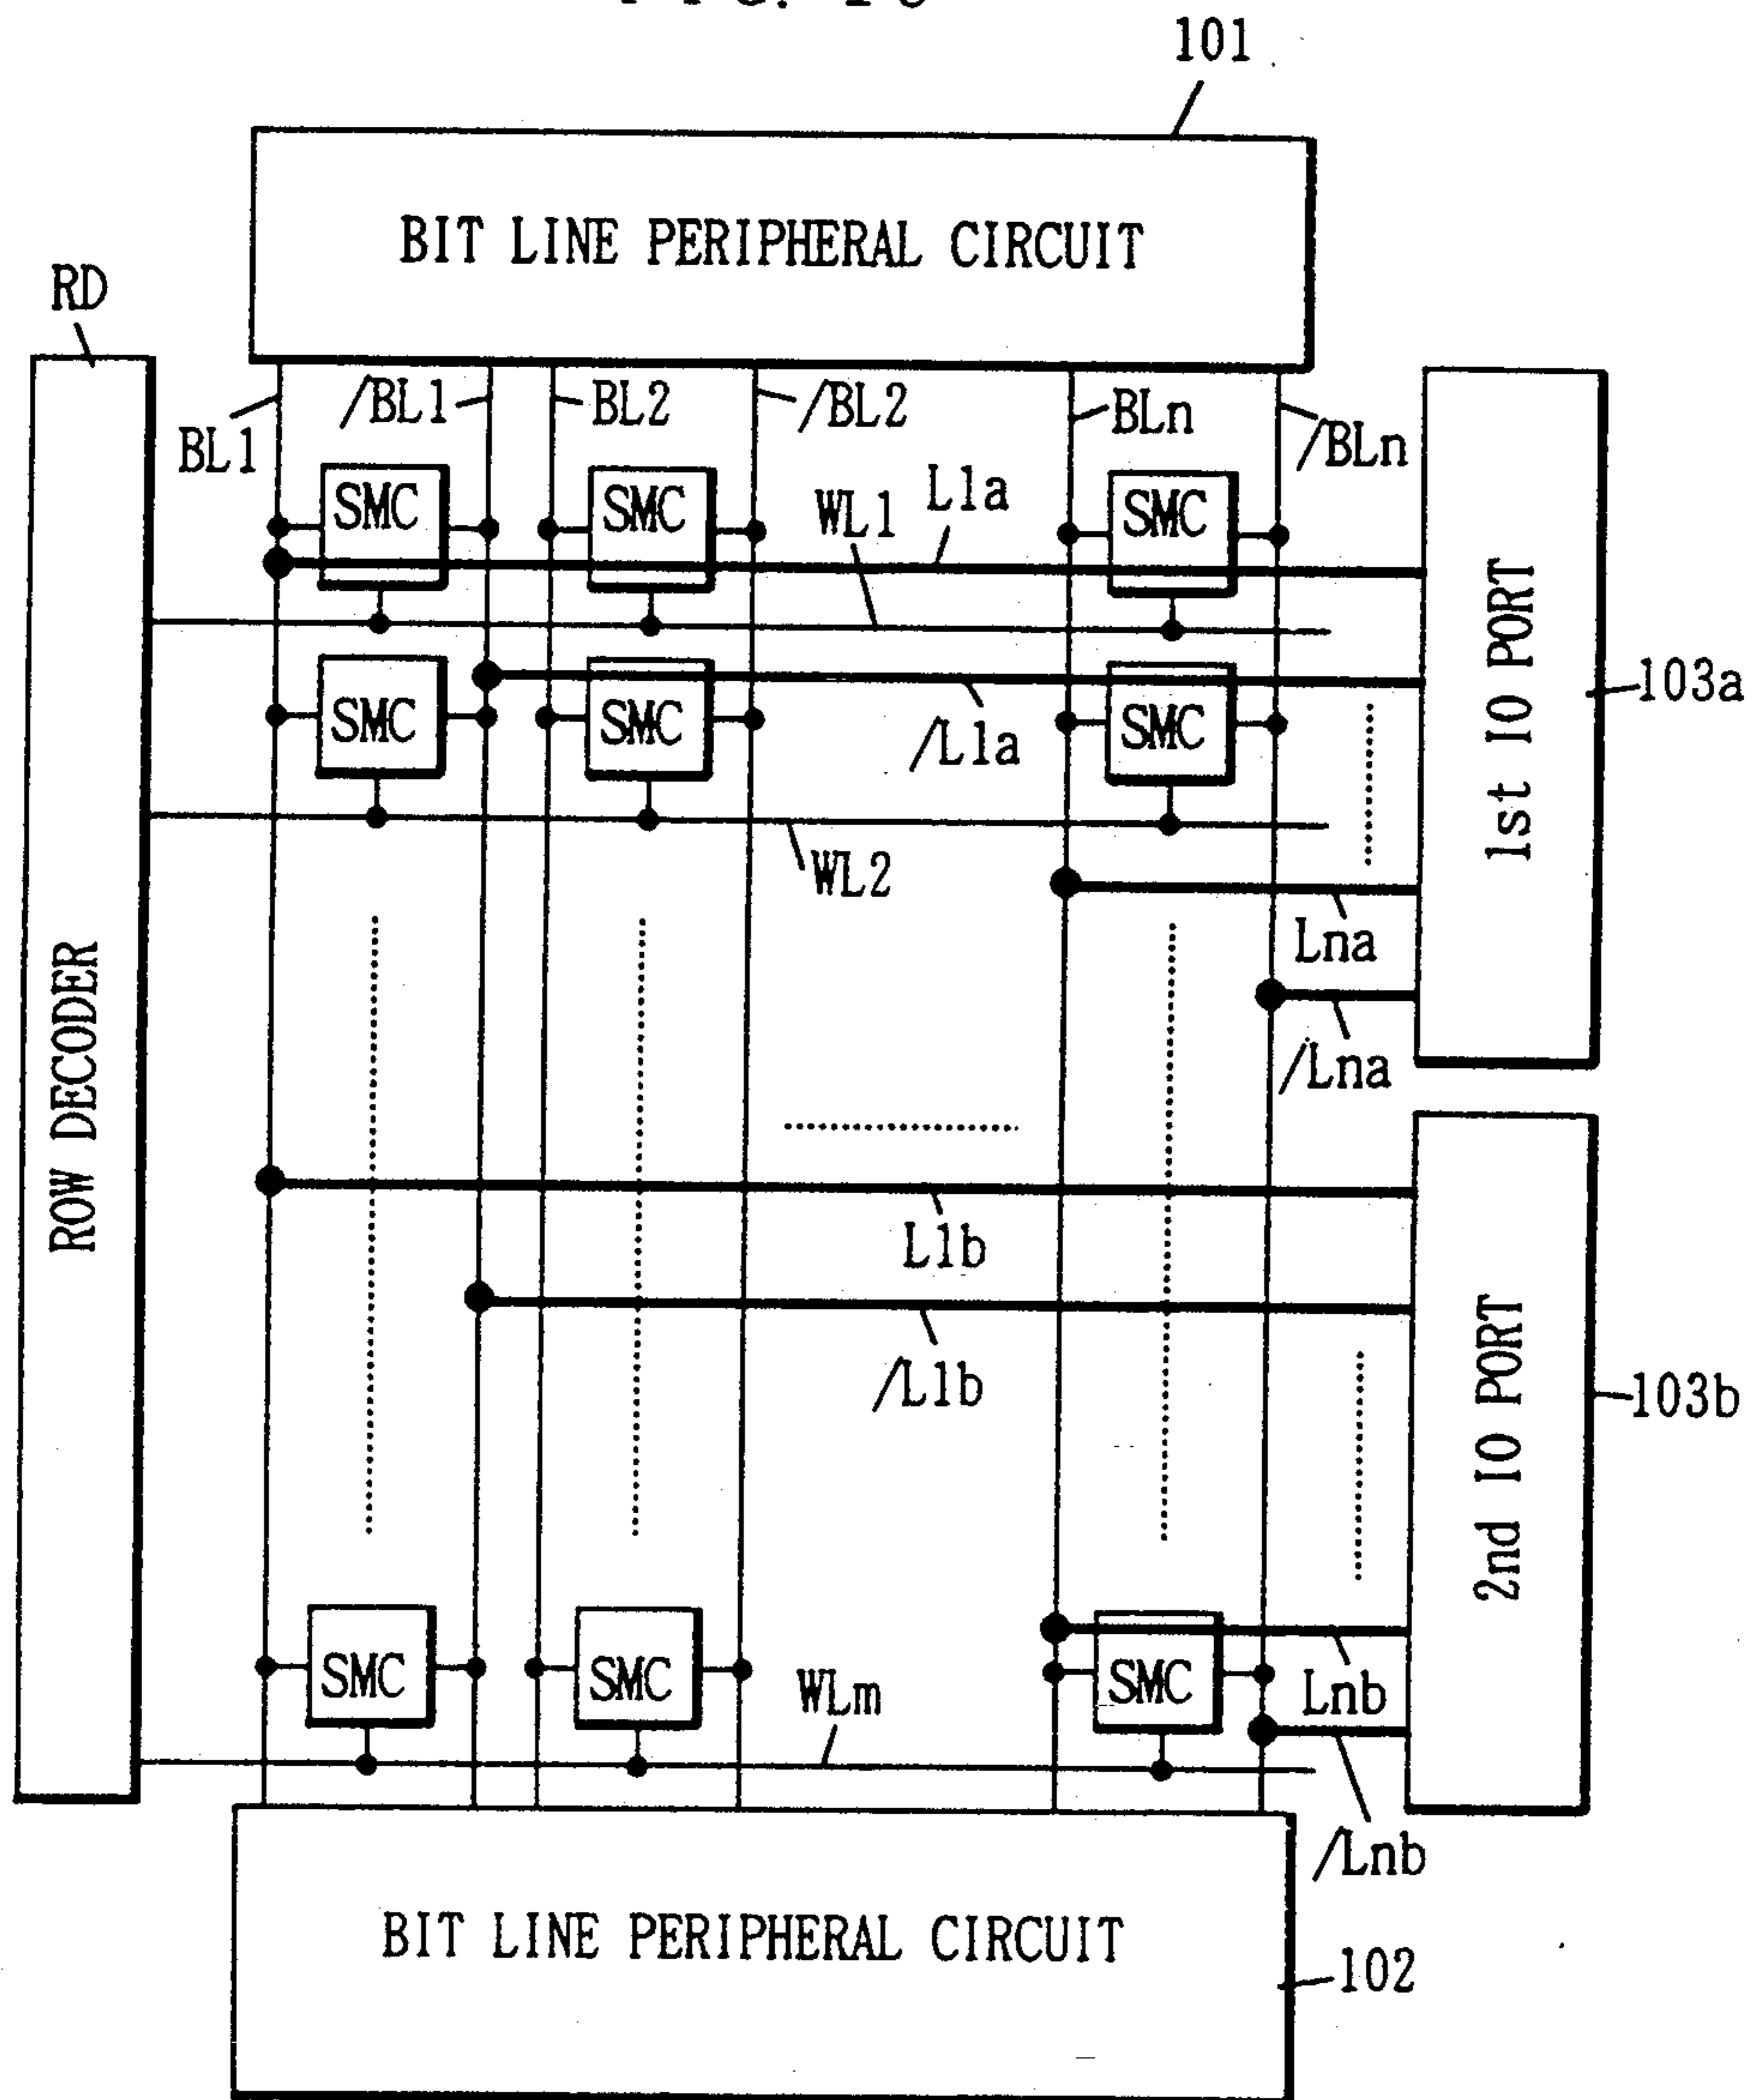 101
BIT LINE PERIPHERAL CIRCUIT
RD
BL1
/BL1
BL2
/BL2
BLn
/BLn
SMC
SMC
SMC
WL1
L1a
SMC
SMC
SMC
/L1a
103a
1st IO PORT
WL2
Lna
/Lna
ROW DECODER
L1b
/L1b
103b
2nd IO PORT
SMC
SMC
SMC
WLm
Lnb
/Lnb
BIT LINE PERIPHERAL CIRCUIT
102